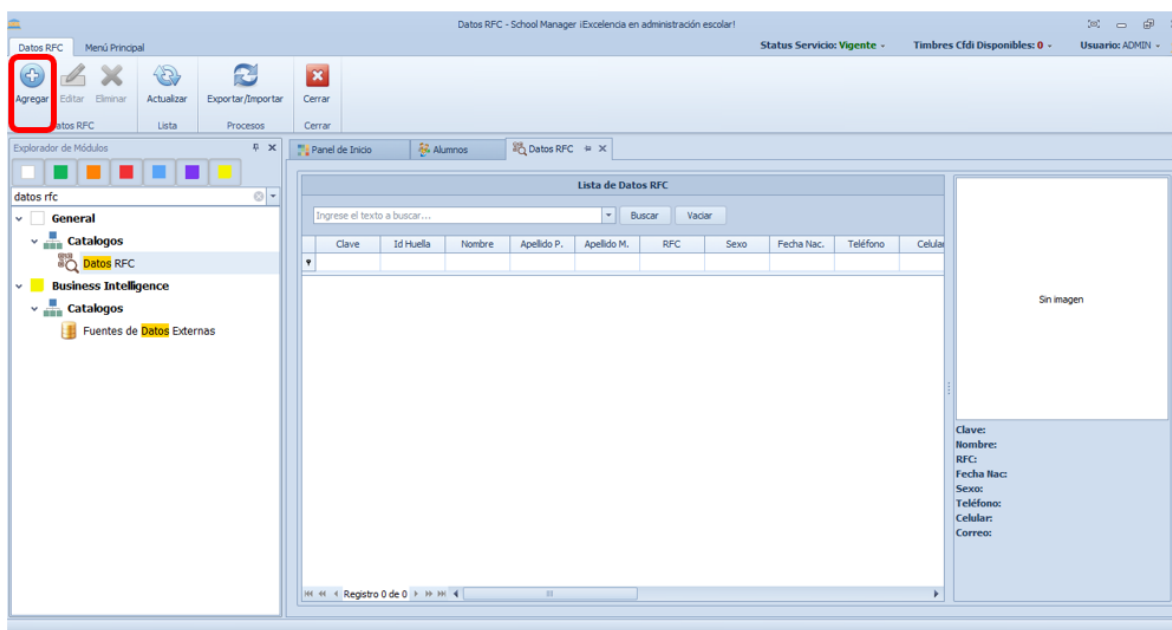 Datos RFC - School Manager ¡Excelencia en administración escolar!
Datos RFC Menú Principal Status Servicio: Vigente Timbres Cfdi Disponibles: 0 Usuario: ADMIN
Agregar Editar Eliminar Actualizar Exportar/Importar Cerrar
atos RFC Lista Procesos Cerrar
Explorador de Módulos
Panel de Inicio Alumnos Datos RFC
datos rfc
General
Catalogos
Datos RFC
Business Intelligence
Catalogos
Fuentes de Datos Externas
Lista de Datos RFC
Ingrese el texto a buscar... Buscar Vaciar
Clave Id Huella Nombre Apellido P. Apellido M. RFC Sexo Fecha Nac. Teléfono Celular
Registro 0 de 0
Sin imagen
Clave:
Nombre:
RFC:
Fecha Nac:
Sexo:
Teléfono:
Celular:
Correo: